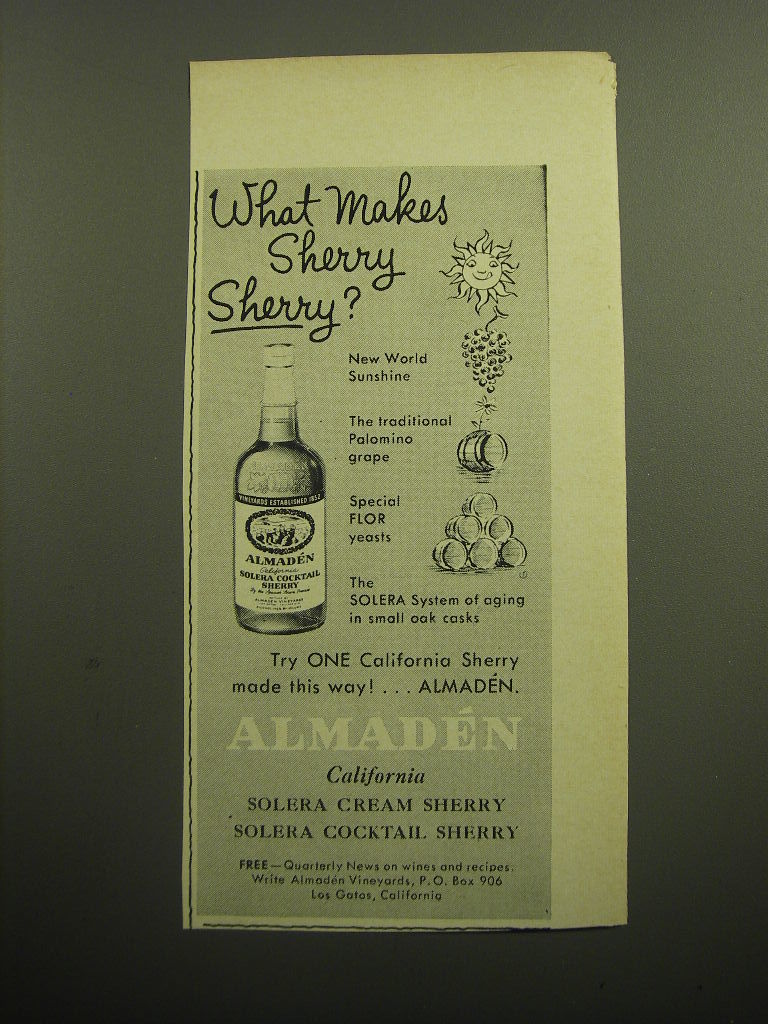 What Makes
Sherry
Sherry?
New World
Sunshine
The traditional
Palomino
grape
Special
FLOR
yeasts
The
SOLERA System of aging
in small oak casks
VINEYARDS ESTABLISHED 1852
ALMADÉN
California
SOLERA COCKTAIL
SHERRY
Try ONE California Sherry
made this way! . . . ALMADÉN.
ALMADÉN
California
SOLERA CREAM SHERRY
SOLERA COCKTAIL SHERRY
FREE—Quarterly News on wines and recipes.
Write Almadén Vineyards, P.O. Box 906
Los Gatos, California